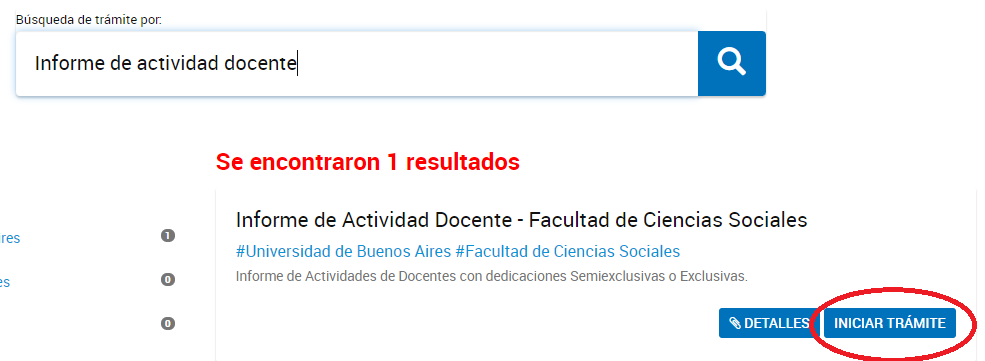 Búsqueda de trámite por:
Informe de actividad docente
Se encontraron 1 resultados
Informe de Actividad Docente - Facultad de Ciencias Sociales
ires
1
#Universidad de Buenos Aires #Facultad de Ciencias Sociales
es
0
Informe de Actividades de Docentes con dedicaciones Semiexclusivas o Exclusivas.
0
DETALLES INICIAR TRÁMITE